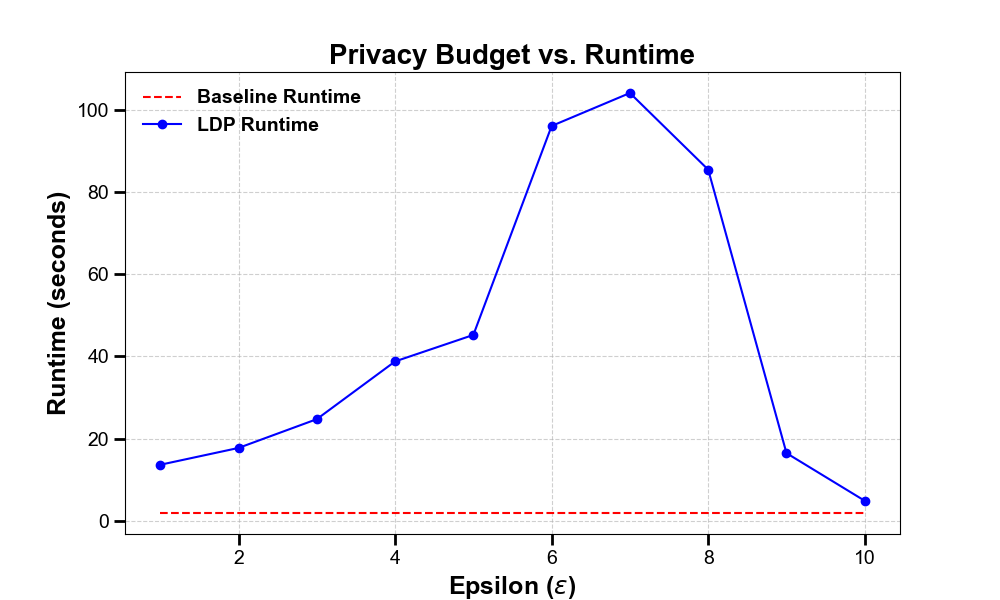 Privacy Budget vs. Runtime
Baseline Runtime
LDP Runtime
Runtime (seconds)
100
80
60
40
20
0
2 4 6 8 10
Epsilon (ε)